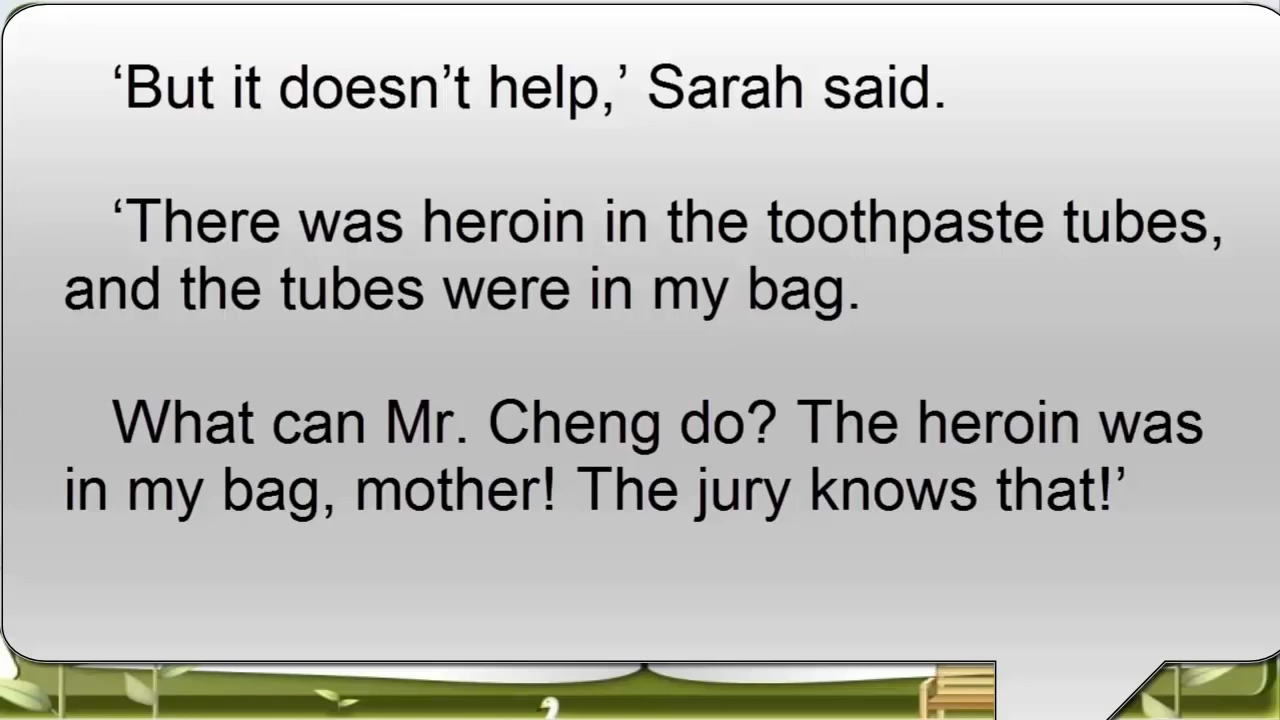 ‘But it doesn’t help,’ Sarah said.
‘There was heroin in the toothpaste tubes,
and the tubes were in my bag.
What can Mr. Cheng do? The heroin was
in my bag, mother! The jury knows that!’